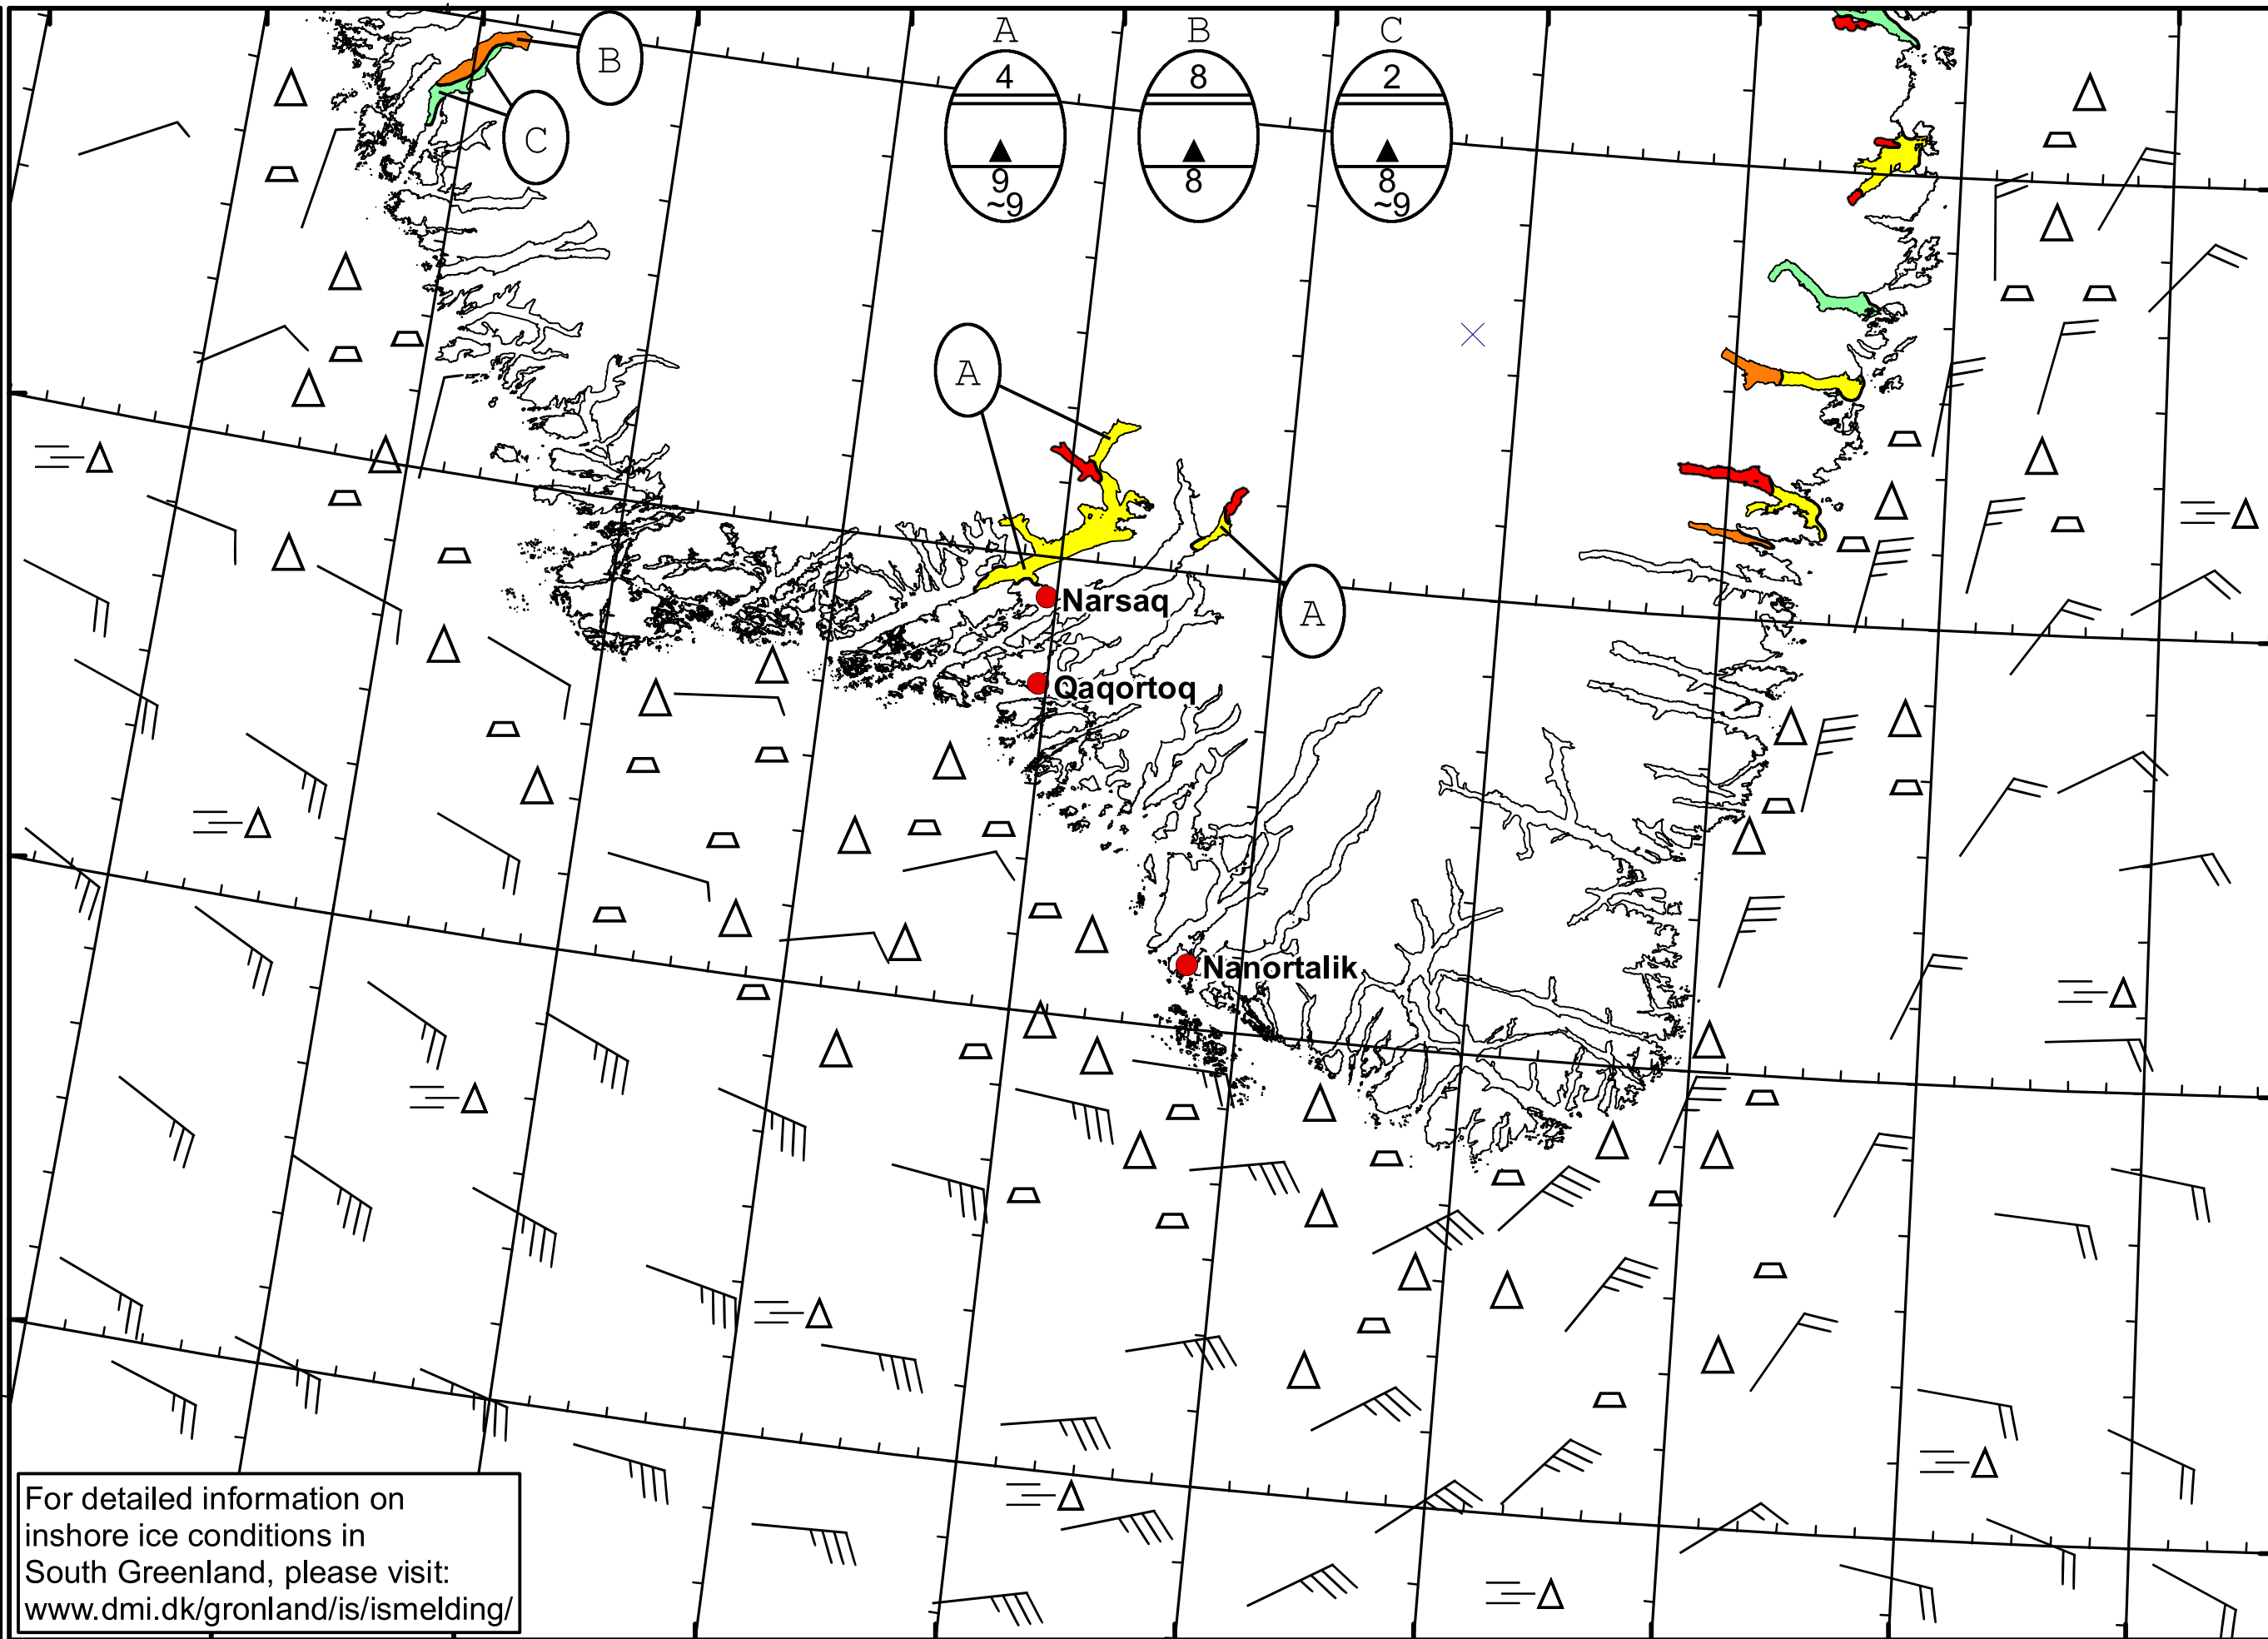 A B C
4 8 2
9 8 8
~9 ~9
B
C
A
A
Narsaq
Qaqortoq
Nanortalik
For detailed information on
inshore ice conditions in
South Greenland, please visit:
www.dmi.dk/gronland/is/ismelding/